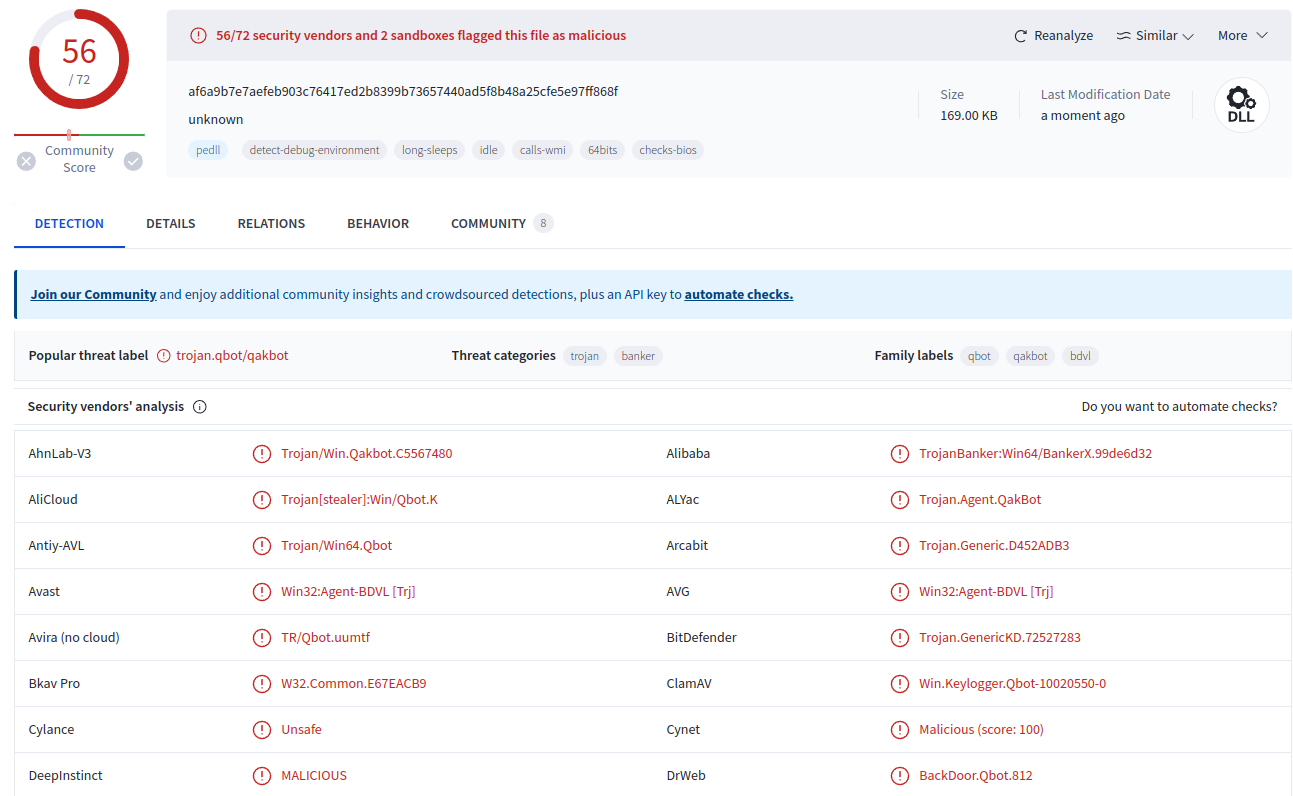 56
/ 72
Community
Score
56/72 security vendors and 2 sandboxes flagged this file as malicious
Reanalyze
Similar
More
af6a9b7e7aefeb903c76417ed2b8399b73657440ad5f8b48a25cfe5e97ff868f
unknown
Size
169.00 KB
Last Modification Date
a moment ago
DLL
pedll
detect-debug-environment
long-sleeps
idle
calls-wmi
64bits
checks-bios
DETECTION
DETAILS
RELATIONS
BEHAVIOR
COMMUNITY 8
Join our Community and enjoy additional community insights and crowdsourced detections, plus an API key to automate checks.
Popular threat label trojan.qbot/qakbot
Threat categories trojan banker
Family labels qbot qakbot bdvl
Security vendors' analysis
Do you want to automate checks?
AhnLab-V3 Trojan/Win.Qakbot.C5567480
Alibaba TrojanBanker:Win64/BankerX.99de6d32
AliCloud Trojan[stealer]:Win/Qbot.K
ALYac Trojan.Agent.QakBot
Antiy-AVL Trojan/Win64.Qbot
Arcabit Trojan.Generic.D452ADB3
Avast Win32:Agent-BDVL [Trj]
AVG Win32:Agent-BDVL [Trj]
Avira (no cloud) TR/Qbot.uumtf
BitDefender Trojan.GenericKD.72527283
Bkav Pro W32.Common.E67EACB9
ClamAV Win.Keylogger.Qbot-10020550-0
Cylance Unsafe
Cynet Malicious (score: 100)
DeepInstinct MALICIOUS
DrWeb BackDoor.Qbot.812